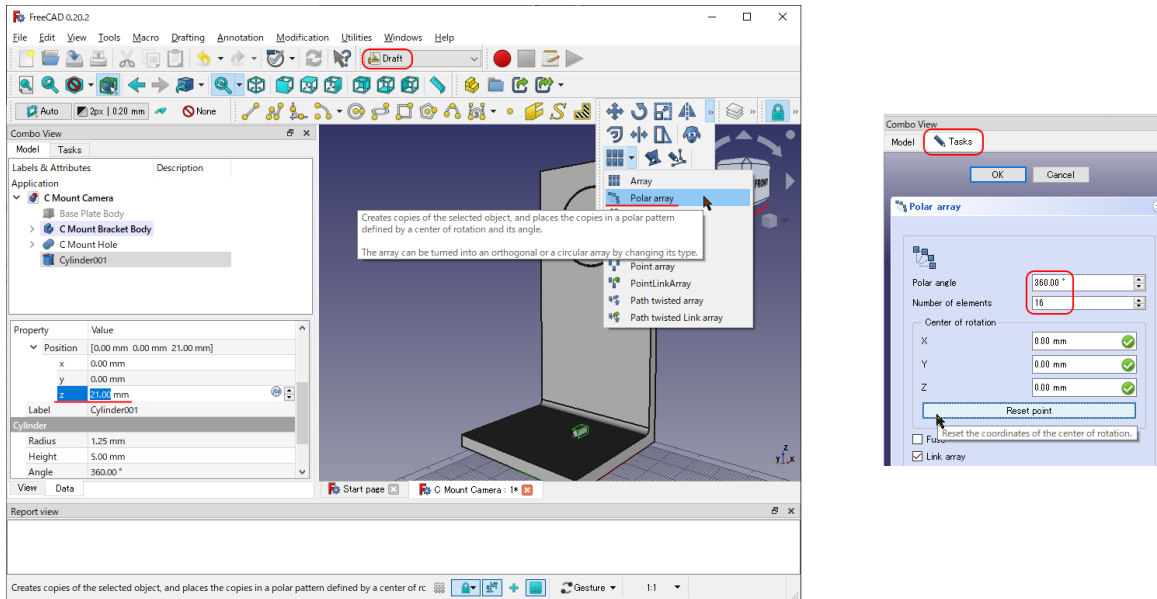 FreeCAD 0.20.2
File Edit View Tools Macro Drafting Annotation Modification Utilities Windows Help
Draft
Auto 2px | 0.20 mm None
Combo View
Model Tasks
Labels & Attributes Description
Application
C Mount Camera
Base Plate Body
C Mount Bracket Body
C Mount Hole
Cylinder001
Property Value
Position [0.00 mm 0.00 mm 21.00 mm]
x 0.00 mm
y 0.00 mm
z 21.00 mm
Label Cylinder001
Cylinder
Radius 1.25 mm
Height 5.00 mm
Angle 360.00 °
View Data
Array
Polar array
Creates copies of the selected object, and places the copies in a polar pattern
defined by a center of rotation and its angle.
The array can be turned into an orthogonal or a circular array by changing its type.
Point array
PointLinkArray
Path twisted array
Path twisted Link array
FRONT
z
y x
Start page C Mount Camera : 1*
Report view
Creates copies of the selected object, and places the copies in a polar pattern defined by a center of rc
Gesture 1:1
Combo View
Model Tasks
OK Cancel
Polar array
Polar angle 360.00 °
Number of elements 16
Center of rotation
X 0.00 mm
Y 0.00 mm
Z 0.00 mm
Reset point
Reset the coordinates of the center of rotation.
Link array